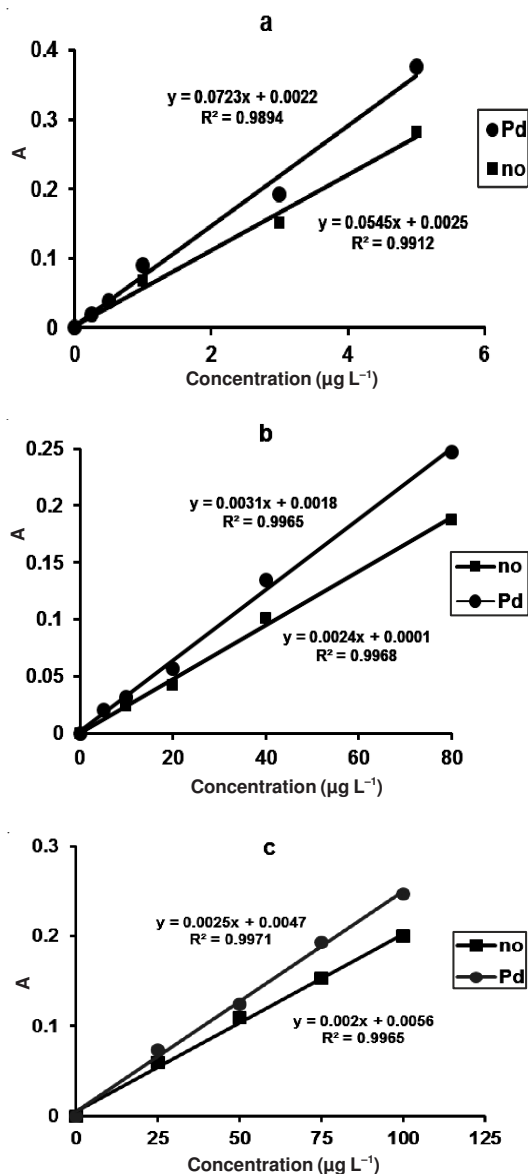 a
0.4
y = 0.0723x + 0.0022
R² = 0.9894
0.3
Pd
no
A
0.2
y = 0.0545x + 0.0025
R² = 0.9912
0.1
0
0 2 4 6
Concentration (µg L⁻¹)
b
0.25
y = 0.0031x + 0.0018
R² = 0.9965
0.2
A
0.15
no
Pd
0.1
y = 0.0024x + 0.0001
R² = 0.9968
0.05
0
0 20 40 60 80
Concentration (µg L⁻¹)
c
0.3
y = 0.0025x + 0.0047
R² = 0.9971
0.2
no
Pd
A
0.1
y = 0.002x + 0.0056
R² = 0.9965
0
0 25 50 75 100 125
Concentration (µg L⁻¹)